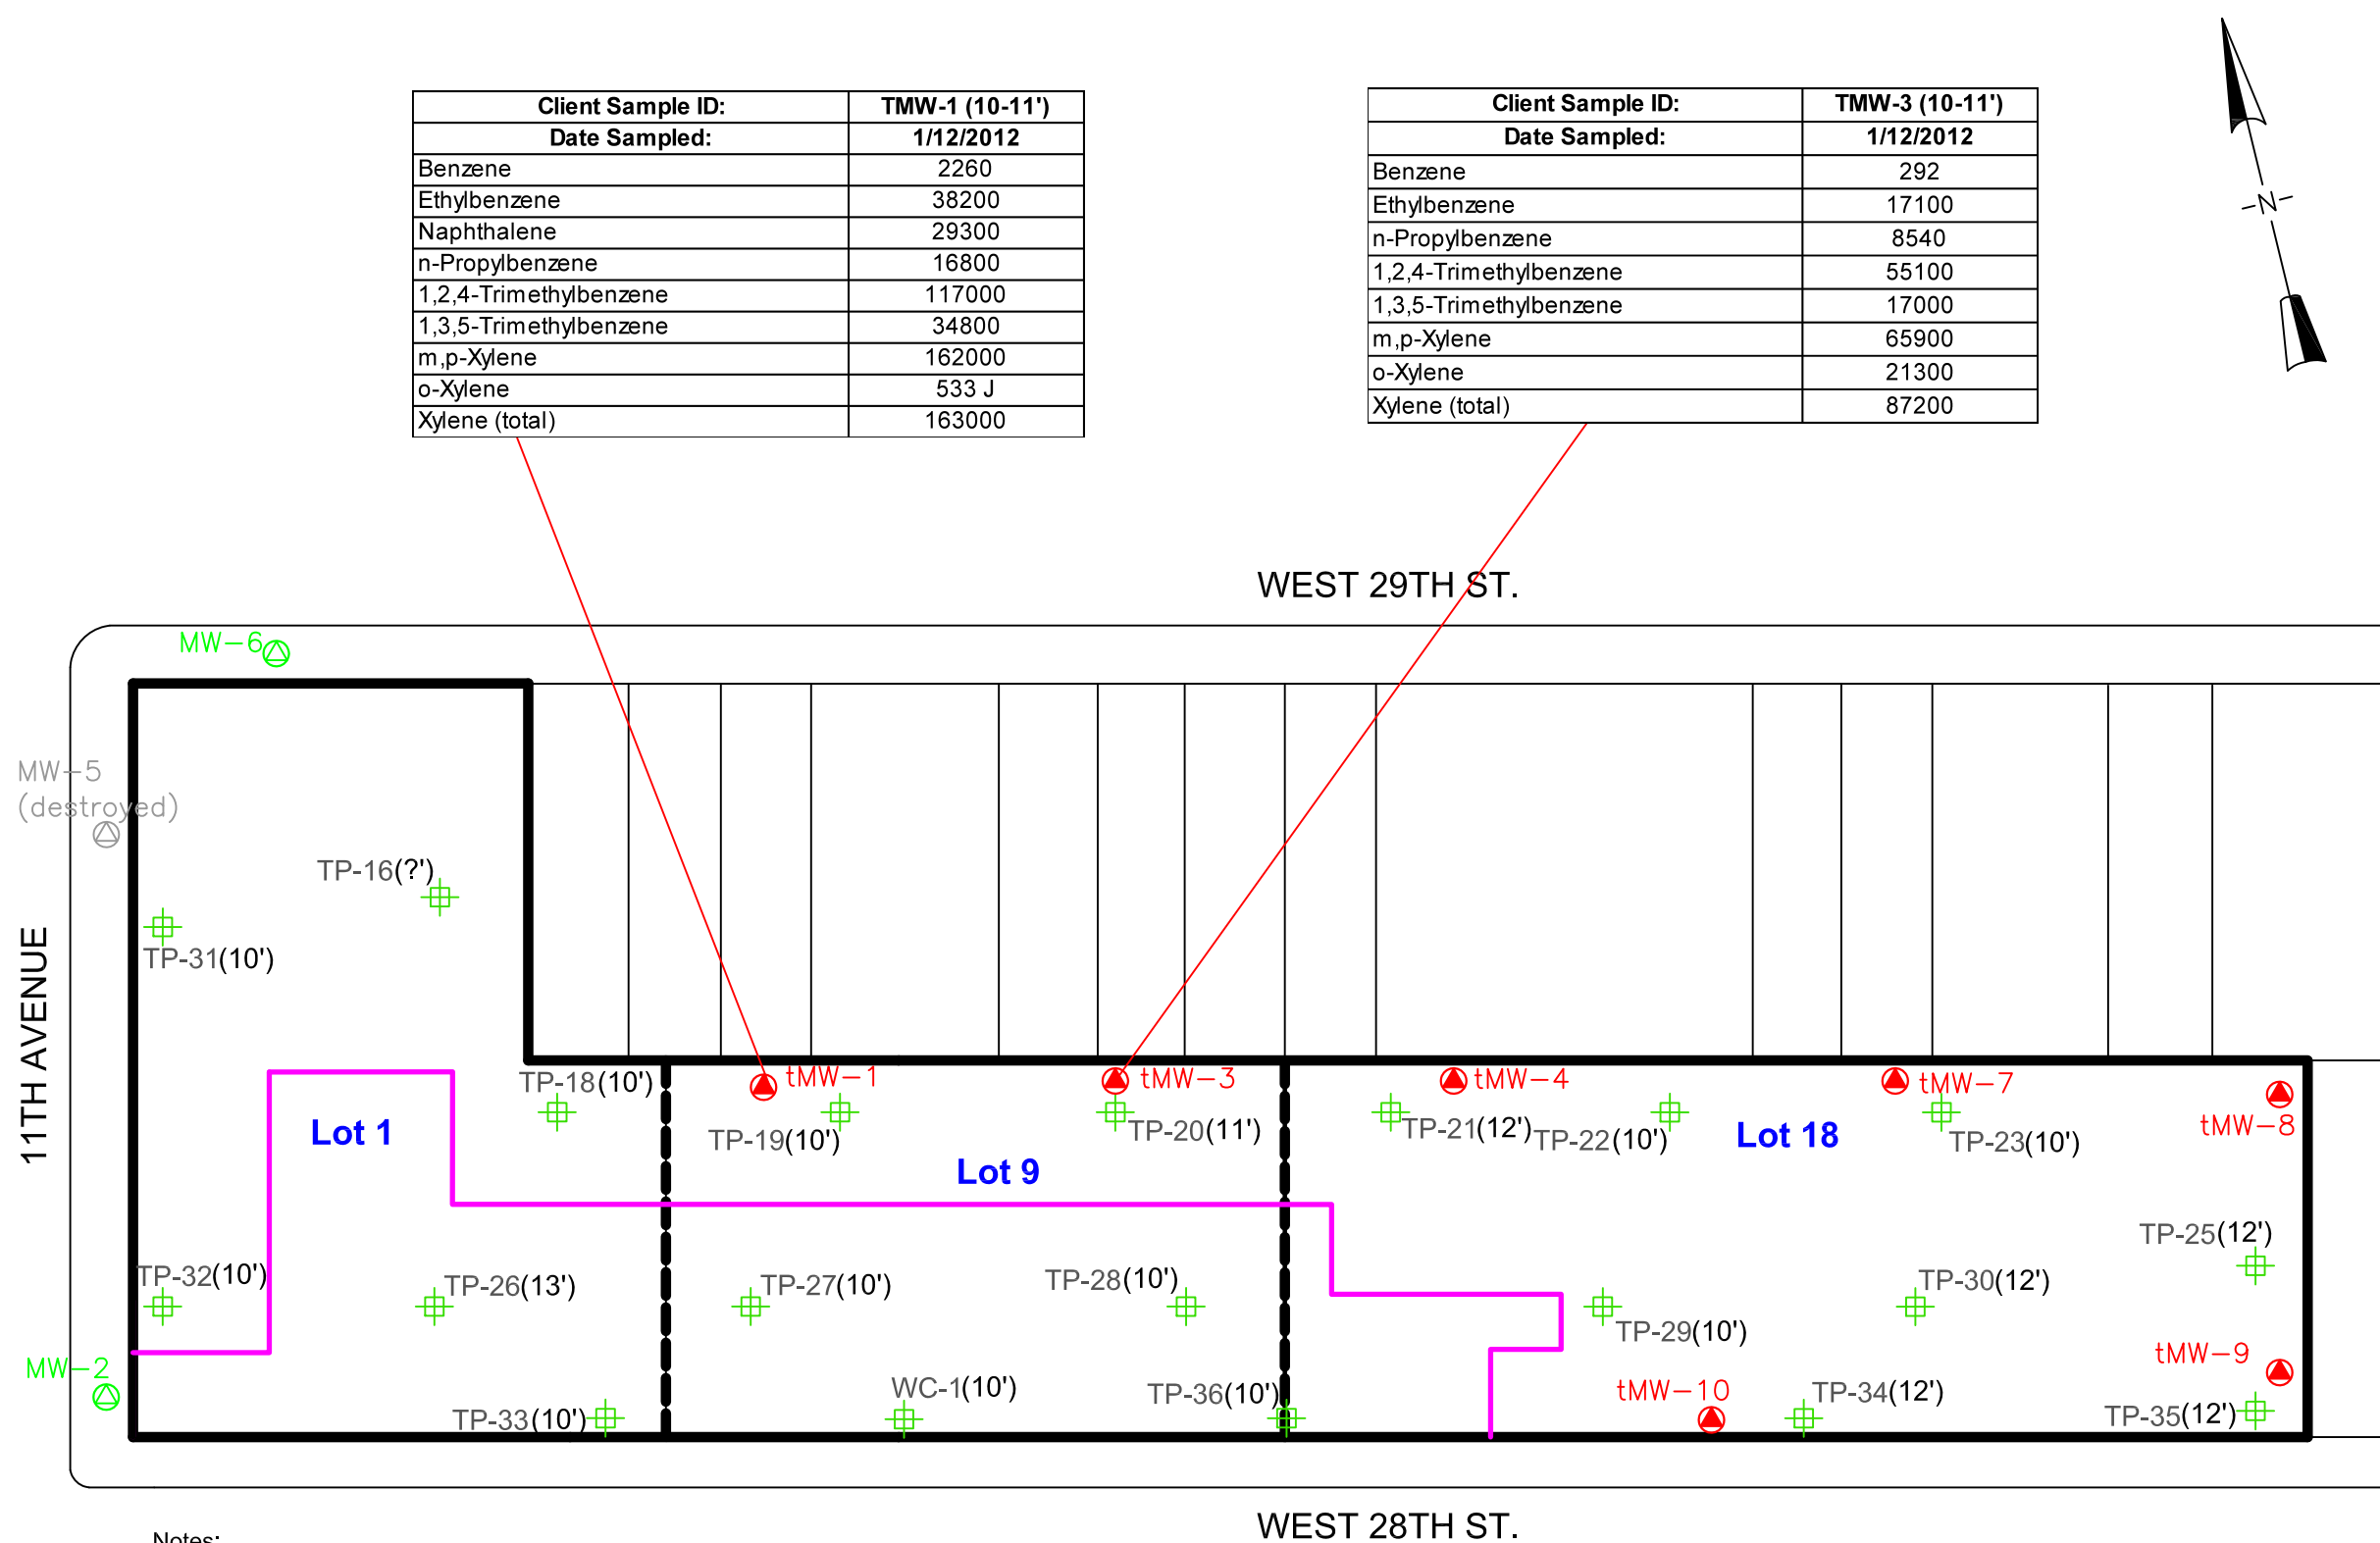 Client Sample ID: TMW-1 (10-11')
Date Sampled: 1/12/2012
Benzene 2260
Ethylbenzene 38200
Naphthalene 29300
n-Propylbenzene 16800
1,2,4-Trimethylbenzene 117000
1,3,5-Trimethylbenzene 34800
m,p-Xylene 162000
o-Xylene 533 J
Xylene (total) 163000
Client Sample ID: TMW-3 (10-11')
Date Sampled: 1/12/2012
Benzene 292
Ethylbenzene 17100
n-Propylbenzene 8540
1,2,4-Trimethylbenzene 55100
1,3,5-Trimethylbenzene 17000
m,p-Xylene 65900
o-Xylene 21300
Xylene (total) 87200
N
WEST 29TH ST.
MW-6
MW-5
(destroyed)
TP-16(?')
TP-31(10')
11TH AVENUE
TP-18(10')
tMW-1
tMW-3
tMW-4
tMW-7
tMW-8
Lot 1
TP-19(10')
TP-20(11')
TP-21(12')
TP-22(10')
Lot 18
TP-23(10')
Lot 9
TP-25(12')
TP-32(10')
TP-26(13')
TP-27(10')
TP-28(10')
TP-30(12')
TP-29(10')
tMW-9
MW-2
tMW-10
TP-33(10')
WC-1(10')
TP-36(10')
TP-34(12')
TP-35(12')
WEST 28TH ST.
Notes: